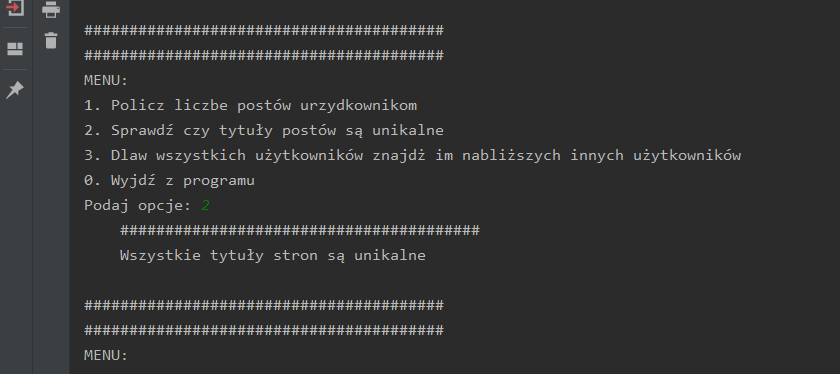 ########################################
########################################
MENU:
1. Policz liczbe postów urzydkownikom
2. Sprawdź czy tytuły postów są unikalne
3. Dlaw wszystkich użytkowników znajdź im nabliższych innych użytkowników
0. Wyjdź z programu
Podaj opcje: 2
########################################
Wszystkie tytuły stron są unikalne
########################################
########################################
MENU: